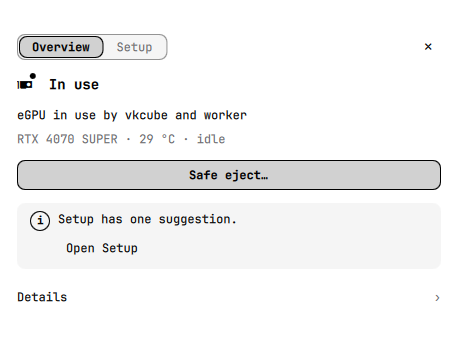 Overview Setup ×
In use
eGPU in use by vkcube and worker
RTX 4070 SUPER · 29 °C · idle
Safe eject…
i Setup has one suggestion.
Open Setup
Details ›